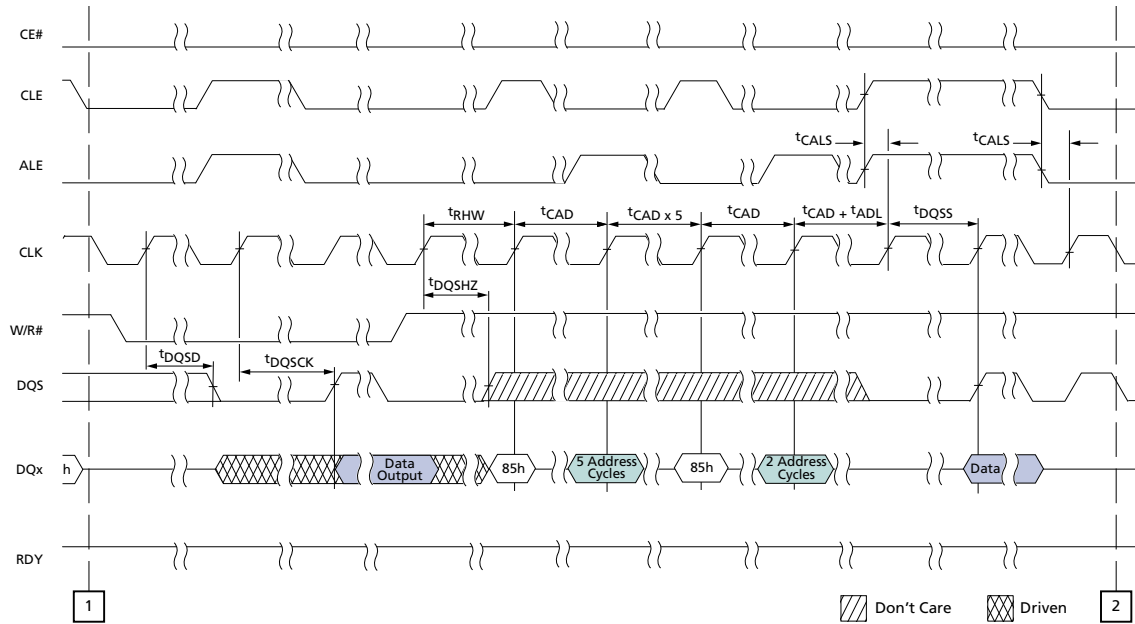 CE#
CLE
tCALS
tCALS
ALE
tRHW
tCAD
tCAD x 5
tCAD
tCAD + tADL
tDQSS
CLK
tDQSHZ
W/R#
tDQSD
tDQSCK
DQS
DQx
h
Data
Output
85h
5 Address
Cycles
85h
2 Address
Cycles
Data
RDY
1
Don't Care
Driven
2